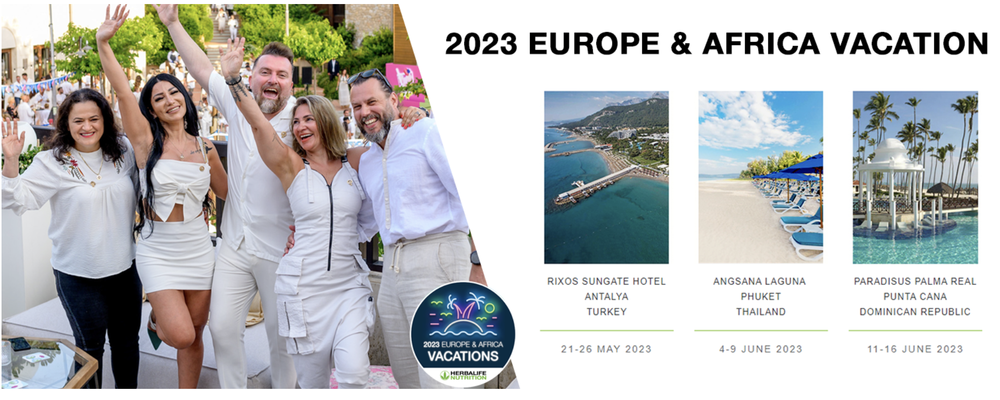 2023 EUROPE & AFRICA VACATION
RIXOS SUNGATE HOTEL
ANTALYA
TURKEY
21-26 MAY 2023
ANGSANA LAGUNA
PHUKET
THAILAND
4-9 JUNE 2023
PARADISUS PALMA REAL
PUNTA CANA
DOMINICAN REPUBLIC
11-16 JUNE 2023
2023 EUROPE & AFRICA
VACATIONS
HERBALIFE
NUTRITION